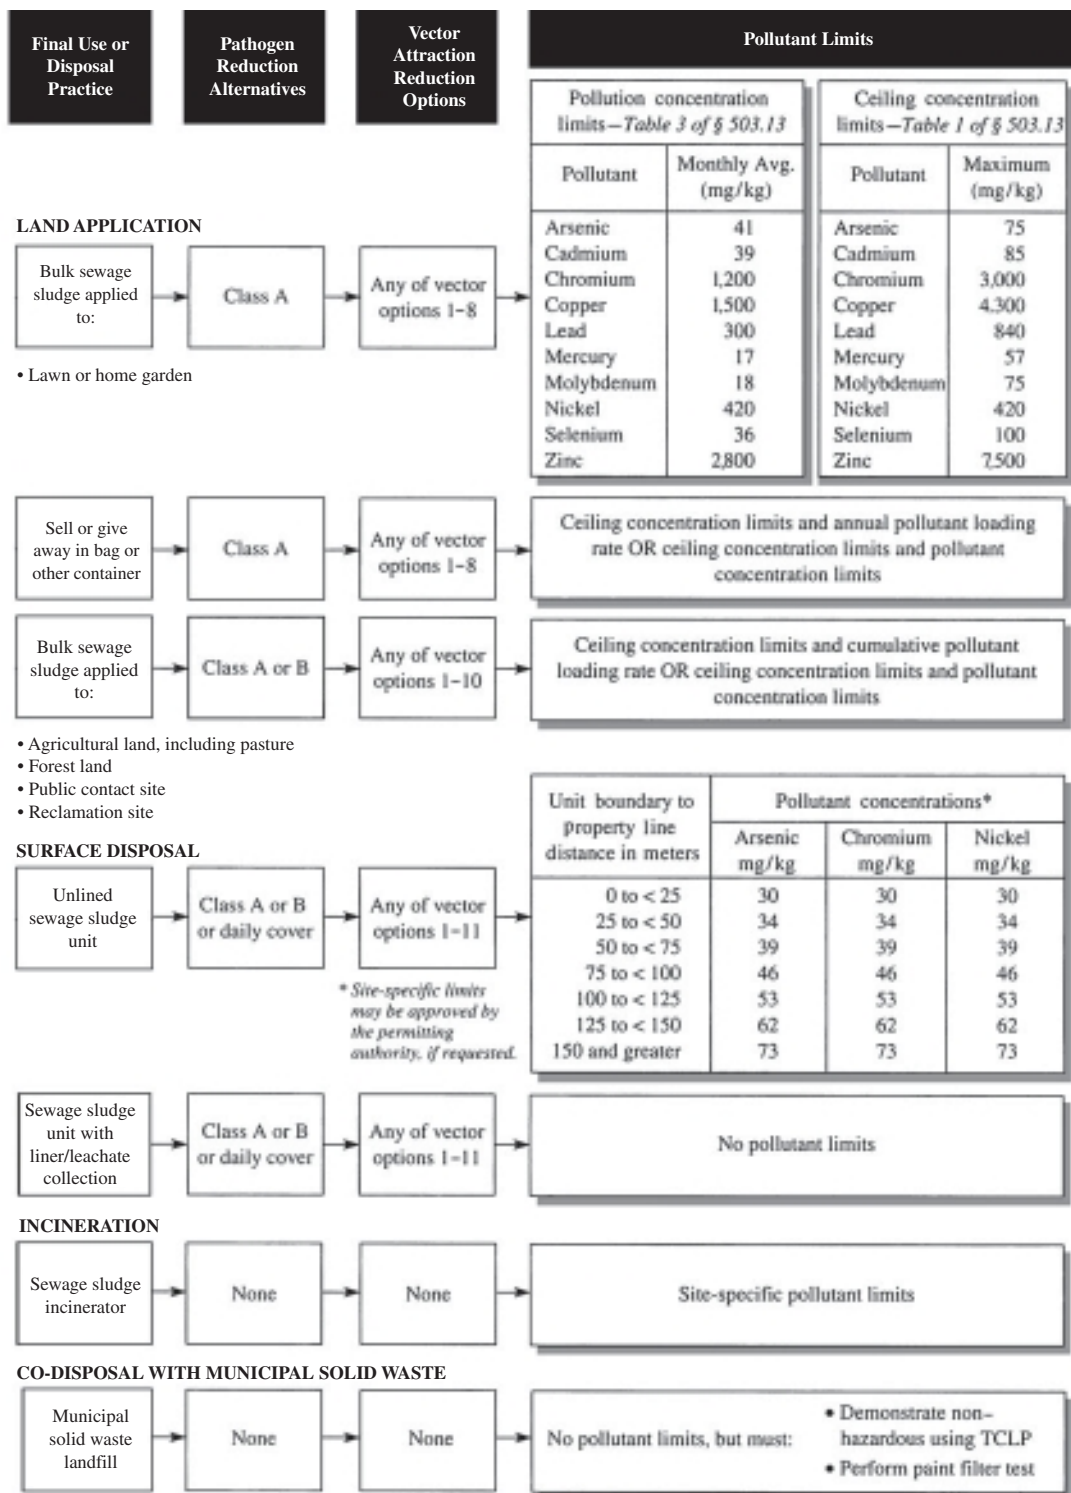 Final Use or
Disposal
Practice
Pathogen
Reduction
Alternatives
Vector
Attraction
Reduction
Options
Pollutant Limits
Pollution concentration
limits—Table 3 of § 503.13
Ceiling concentration
limits—Table 1 of § 503.13
Pollutant Monthly Avg. (mg/kg)
Pollutant Maximum (mg/kg)
LAND APPLICATION
Bulk sewage
sludge applied
to:
Class A
Any of vector
options 1–8
Arsenic 41
Cadmium 39
Chromium 1,200
Copper 1,500
Lead 300
Mercury 17
Molybdenum 18
Nickel 420
Selenium 36
Zinc 2,800
Arsenic 75
Cadmium 85
Chromium 3,000
Copper 4.300
Lead 840
Mercury 57
Molybdenum 75
Nickel 420
Selenium 100
Zinc 7,500
• Lawn or home garden
Sell or give
away in bag or
other container
Class A
Any of vector
options 1–8
Ceiling concentration limits and annual pollutant loading
rate OR ceiling concentration limits and pollutant
concentration limits
Bulk sewage
sludge applied
to:
Class A or B
Any of vector
options 1–10
Ceiling concentration limits and cumulative pollutant
loading rate OR ceiling concentration limits and pollutant
concentration limits
• Agricultural land, including pasture
• Forest land
• Public contact site
• Reclamation site
SURFACE DISPOSAL
Unlined
sewage sludge
unit
Class A or B
or daily cover
Any of vector
options 1–11
* Site-specific limits
may be approved by
the permitting
authority, if requested.
Unit boundary to
property line
distance in meters
Pollutant concentrations*
Arsenic
mg/kg
Chromium
mg/kg
Nickel
mg/kg
0 to < 25 30 30 30
25 to < 50 34 34 34
50 to < 75 39 39 39
75 to < 100 46 46 46
100 to < 125 53 53 53
125 to < 150 62 62 62
150 and greater 73 73 73
Sewage sludge
unit with
liner/leachate
collection
Class A or B
or daily cover
Any of vector
options 1–11
No pollutant limits
INCINERATION
Sewage sludge
incinerator
None
None
Site-specific pollutant limits
CO-DISPOSAL WITH MUNICIPAL SOLID WASTE
Municipal
solid waste
landfill
None
None
No pollutant limits, but must:
• Demonstrate non–
hazardous using TCLP
• Perform paint filter test